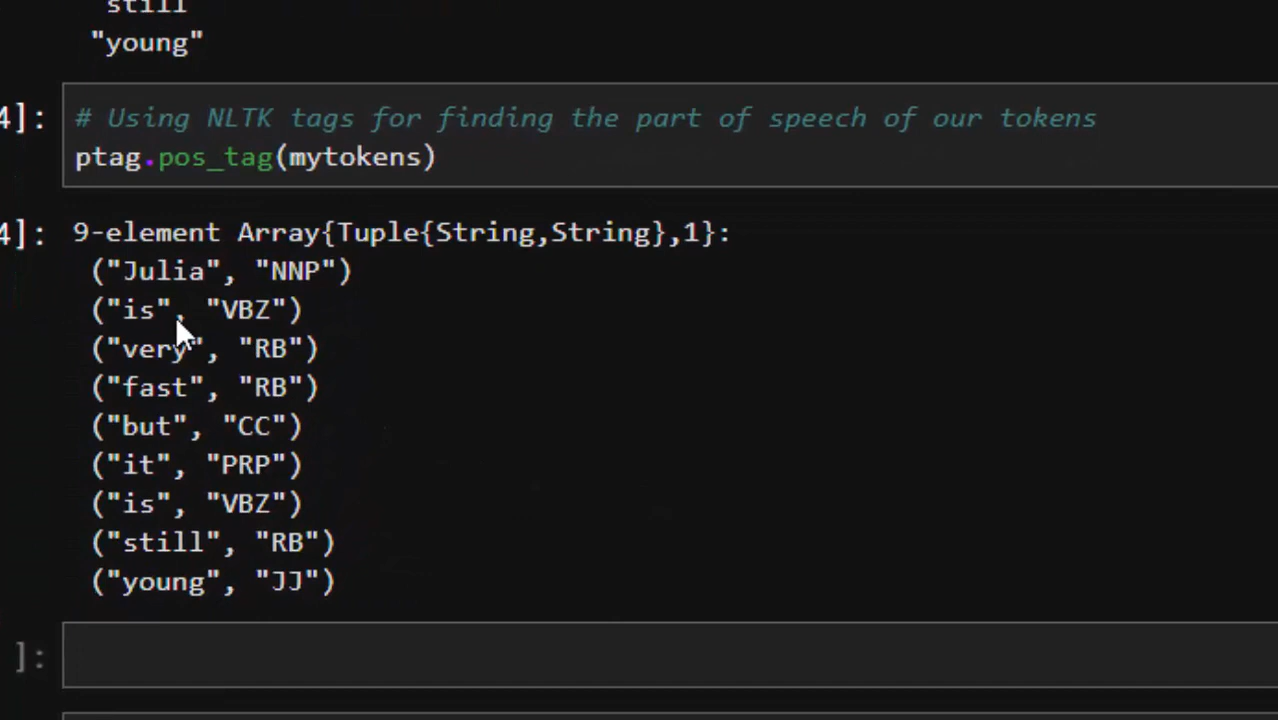 still
"young"
4]:
# Using NLTK tags for finding the part of speech of our tokens
ptag.pos_tag(mytokens)
4]:
9-element Array{Tuple{String,String},1}:
("Julia", "NNP")
("is", "VBZ")
("very", "RB")
("fast", "RB")
("but", "CC")
("it", "PRP")
("is", "VBZ")
("still", "RB")
("young", "JJ")
]: